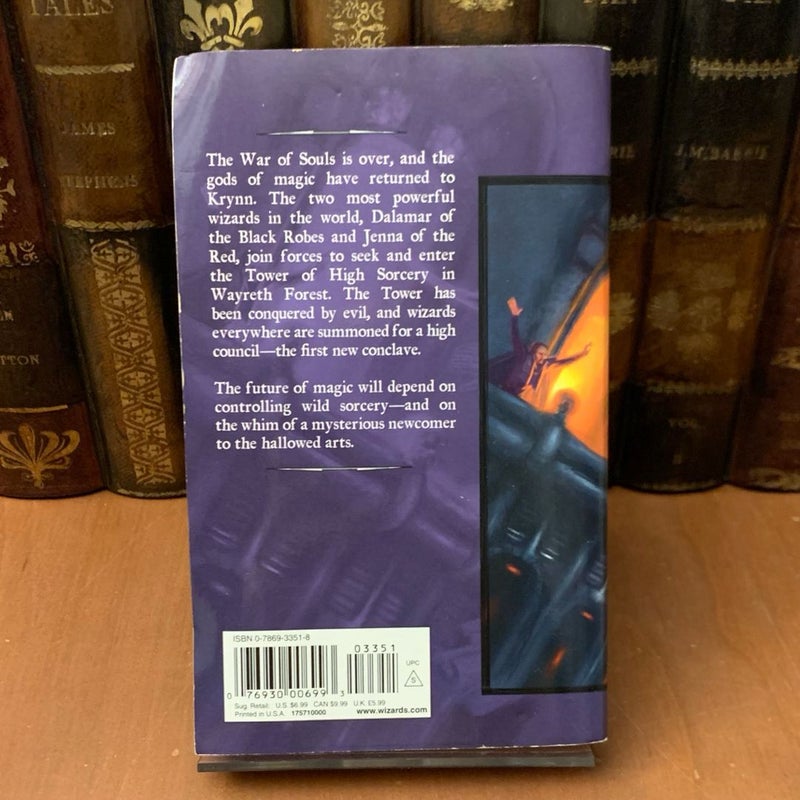 TALES
JAMES
STEPHENS
TTON
J.M. BARRIE
VOL
The War of Souls is over, and the
gods of magic have returned to
Krynn. The two most powerful
wizards in the world, Dalamar of
the Black Robes and Jenna of the
Red, join forces to seek and enter
the Tower of High Sorcery in
Wayreth Forest. The Tower has
been conquered by evil, and wizards
everywhere are summoned for a high
council—the first new conclave.
The future of magic will depend on
controlling wild sorcery—and on
the whim of a mysterious newcomer
to the hallowed arts.
ISBN 0-7869-3351-8
03351
UPC
S
0 76930 00699 3
Sug. Retail: U.S. $6.99 CAN $9.99 U.K. £5.99
Printed in U.S.A. 175710000 www.wizards.com